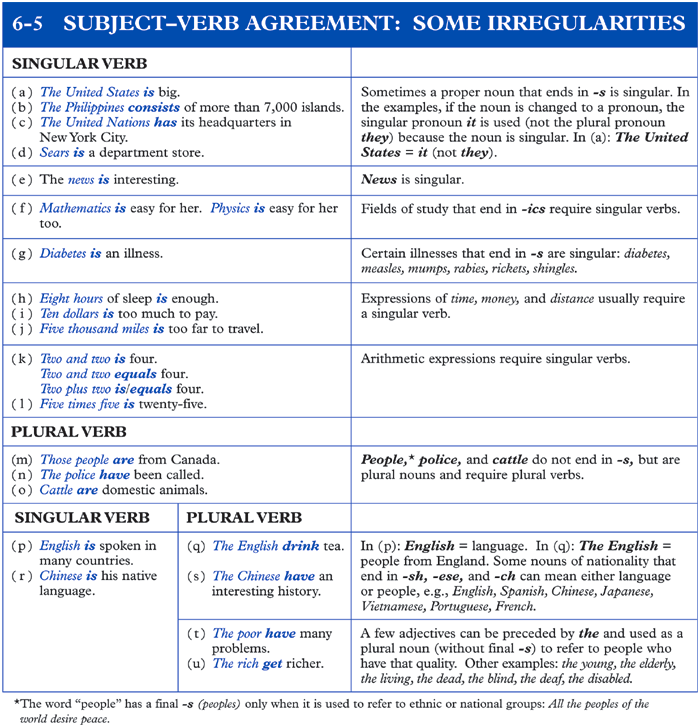 6-5 SUBJECT–VERB AGREEMENT: SOME IRREGULARITIES
SINGULAR VERB
(a) The United States is big.
(b) The Philippines consists of more than 7,000 islands.
(c) The United Nations has its headquarters in
New York City.
(d) Sears is a department store.
Sometimes a proper noun that ends in -s is singular. In
the examples, if the noun is changed to a pronoun, the
singular pronoun it is used (not the plural pronoun
they) because the noun is singular. In (a): The United
States = it (not they).
(e) The news is interesting.
News is singular.
(f) Mathematics is easy for her. Physics is easy for her
too.
Fields of study that end in -ics require singular verbs.
(g) Diabetes is an illness.
Certain illnesses that end in -s are singular: diabetes,
measles, mumps, rabies, rickets, shingles.
(h) Eight hours of sleep is enough.
(i) Ten dollars is too much to pay.
(j) Five thousand miles is too far to travel.
Expressions of time, money, and distance usually require
a singular verb.
(k) Two and two is four.
Two and two equals four.
Two plus two is/equals four.
(l) Five times five is twenty-five.
Arithmetic expressions require singular verbs.
PLURAL VERB
(m) Those people are from Canada.
(n) The police have been called.
(o) Cattle are domestic animals.
People,* police, and cattle do not end in -s, but are
plural nouns and require plural verbs.
SINGULAR VERB
PLURAL VERB
(p) English is spoken in
many countries.
(r) Chinese is his native
language.
(q) The English drink tea.
(s) The Chinese have an
interesting history.
In (p): English = language. In (q): The English =
people from England. Some nouns of nationality that
end in -sh, -ese, and -ch can mean either language
or people, e.g., English, Spanish, Chinese, Japanese,
Vietnamese, Portuguese, French.
(t) The poor have many
problems.
(u) The rich get richer.
A few adjectives can be preceded by the and used as a
plural noun (without final -s) to refer to people who
have that quality. Other examples: the young, the elderly,
the living, the dead, the blind, the deaf, the disabled.
*The word "people" has a final -s (peoples) only when it is used to refer to ethnic or national groups: All the peoples of the
world desire peace.